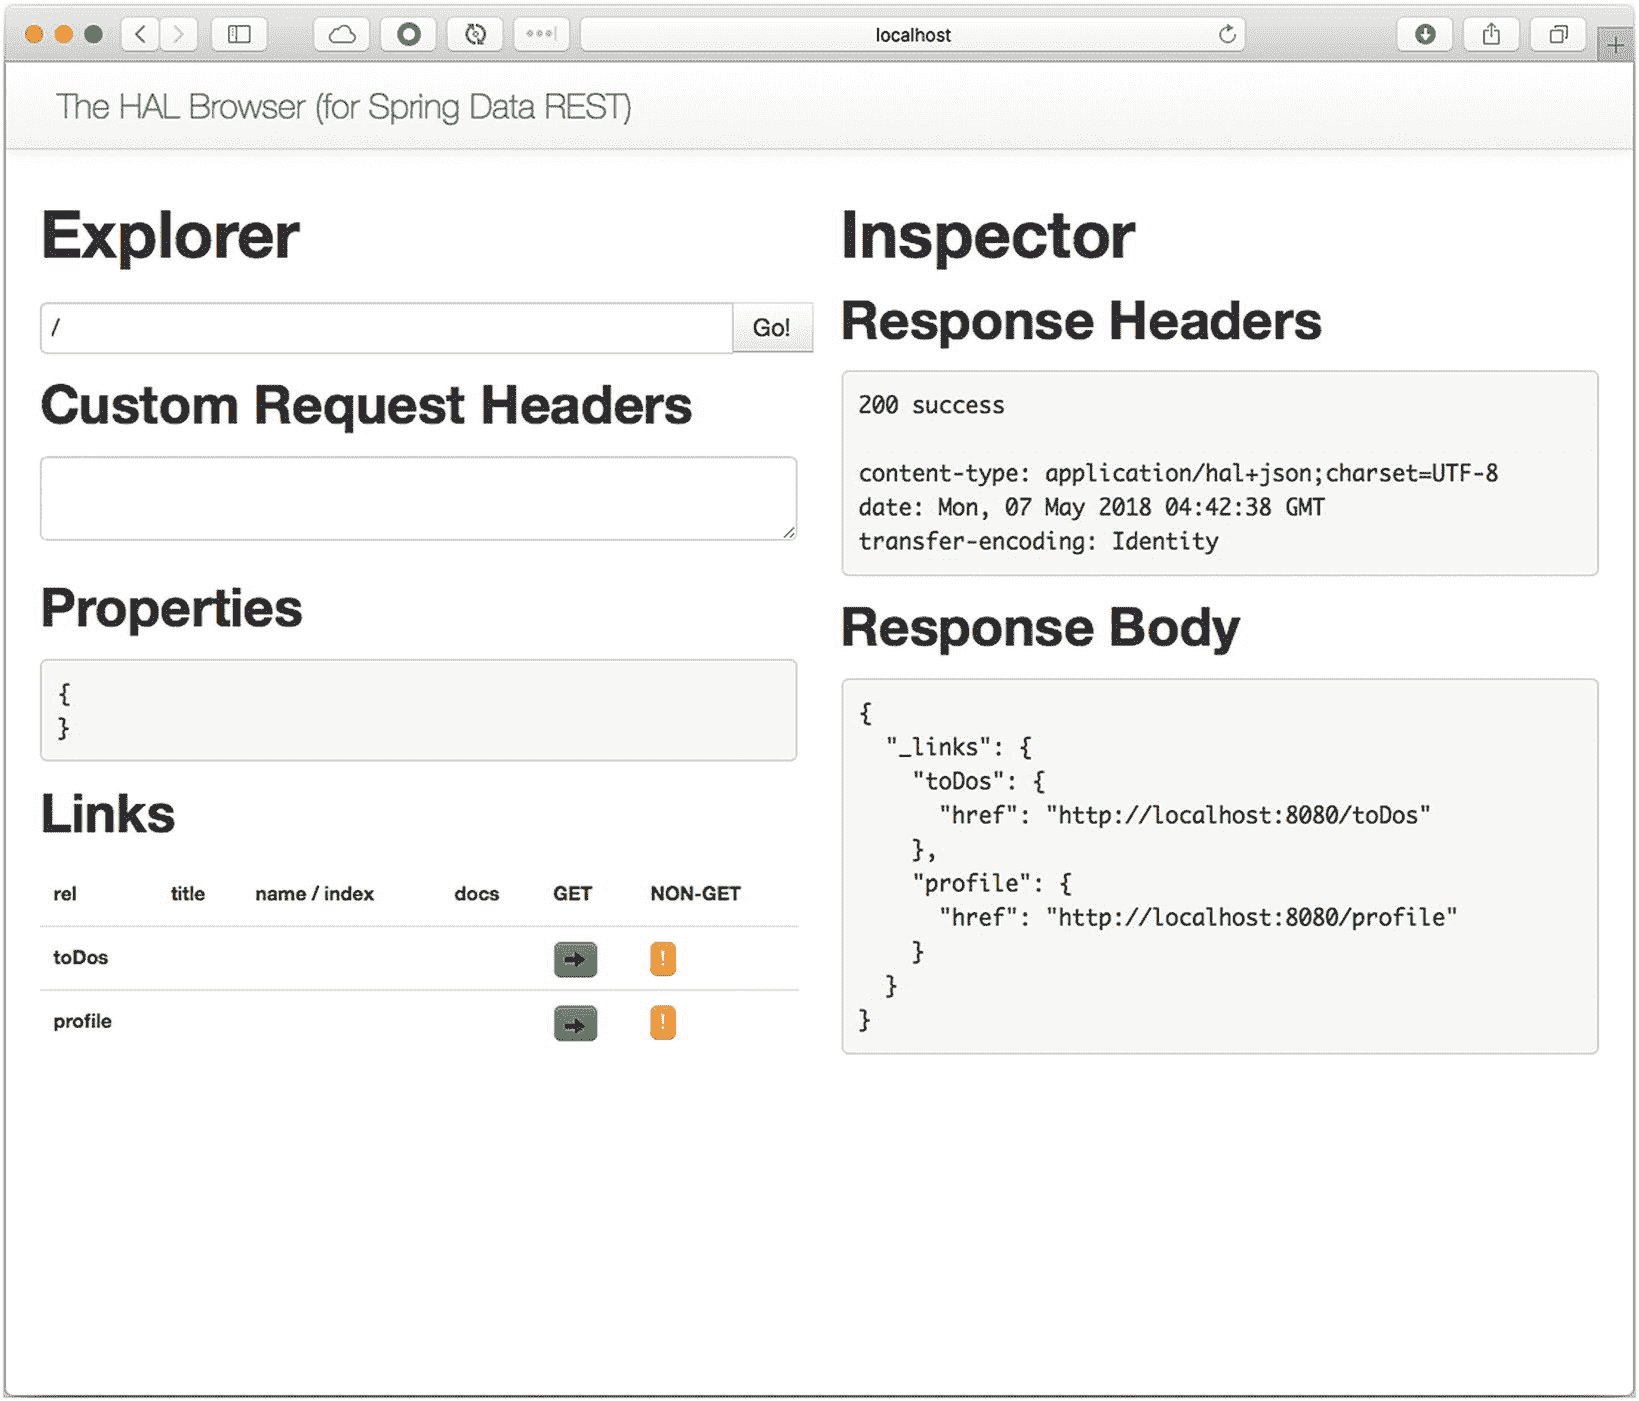 localhost
The HAL Browser (for Spring Data REST)
Explorer
/
Go!
Custom Request Headers
Properties
{
}
Links
rel title name / index docs GET NON-GET
toDos !
profile !
Inspector
Response Headers
200 success
content-type: application/hal+json;charset=UTF-8
date: Mon, 07 May 2018 04:42:38 GMT
transfer-encoding: Identity
Response Body
{
"_links": {
"toDos": {
"href": "http://localhost:8080/toDos"
},
"profile": {
"href": "http://localhost:8080/profile"
}
}
}